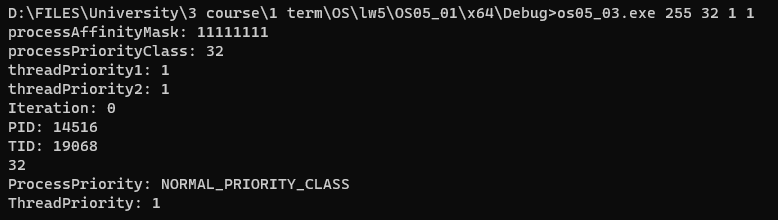 D:\FILES\University\3 course\1 term\OS\lw5\OS05_01\x64\Debug>os05_03.exe 255 32 1 1
processAffinityMask: 11111111
processPriorityClass: 32
threadPriority1: 1
threadPriority2: 1
Iteration: 0
PID: 14516
TID: 19068
32
ProcessPriority: NORMAL_PRIORITY_CLASS
ThreadPriority: 1